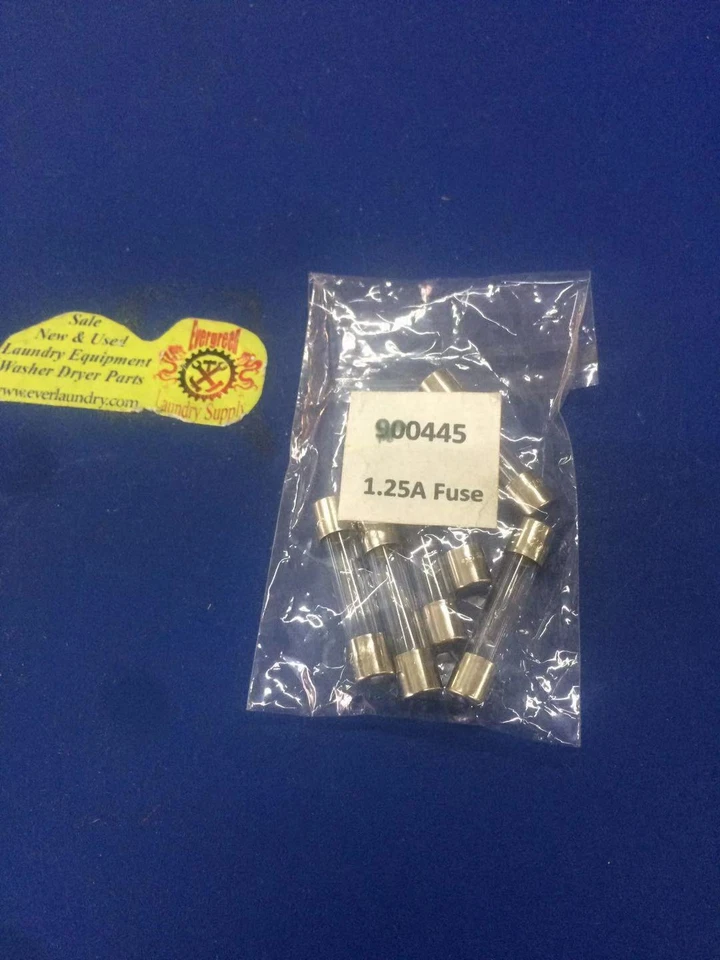 Sale
New & Used
Laundry Equipment
Washer Dryer Parts
www.everlaundry.com
Evergreen
Laundry Supply
900445
1.25A Fuse